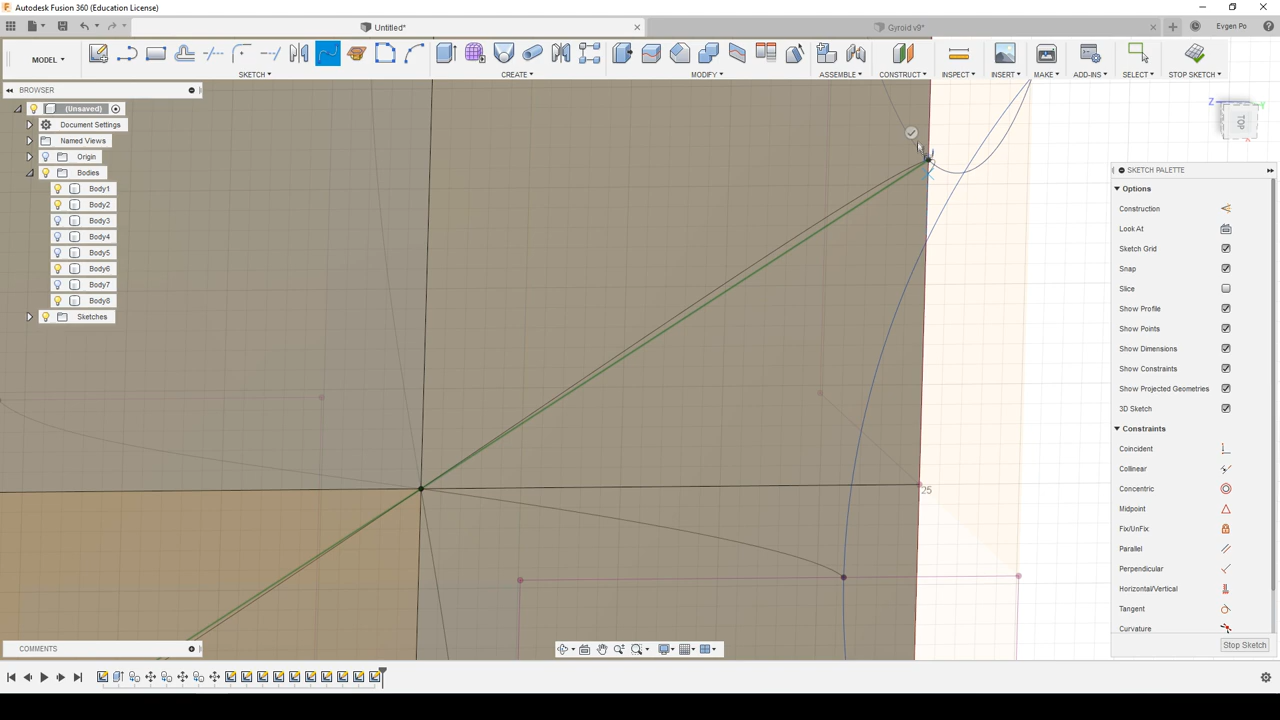 Autodesk Fusion 360 (Education License)
Untitled*
Gyroid v9*
Evgen Po
MODEL
SKETCH
CREATE
MODIFY
ASSEMBLE
CONSTRUCT
INSPECT
INSERT
MAKE
ADD-INS
SELECT
STOP SKETCH
BROWSER
(Unsaved)
Document Settings
Named Views
Origin
Bodies
Body1
Body2
Body3
Body4
Body5
Body6
Body7
Body8
Sketches
Z
Y
TOP
X
25
SKETCH PALETTE
Options
Construction
Look At
Sketch Grid
Snap
Slice
Show Profile
Show Points
Show Dimensions
Show Constraints
Show Projected Geometries
3D Sketch
Constraints
Coincident
Collinear
Concentric
Midpoint
Fix/UnFix
Parallel
Perpendicular
Horizontal/Vertical
Tangent
Curvature
Stop Sketch
COMMENTS